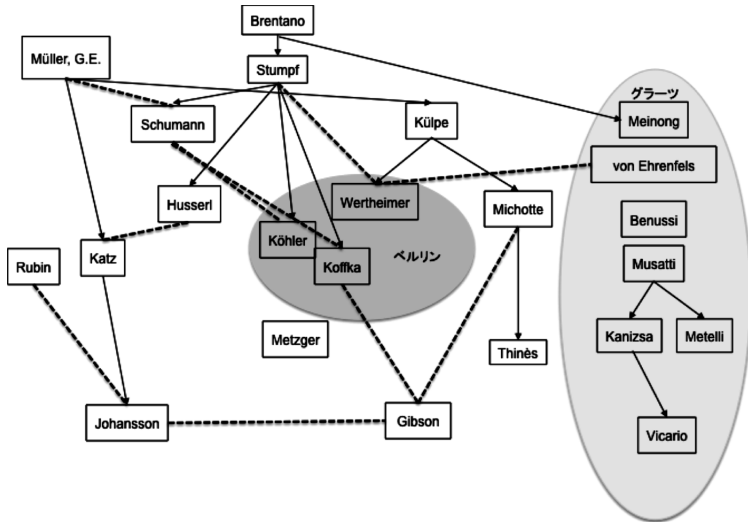 Brentano
Müller, G.E.
Stumpf
グラーツ
Schumann
Külpe
Meinong
von Ehrenfels
Husserl
Wertheimer
Michotte
Benussi
Köhler
Katz
Rubin
Koffka
ベルリン
Musatti
Metzger
Kanizsa
Metelli
Thinès
Johansson
Gibson
Vicario